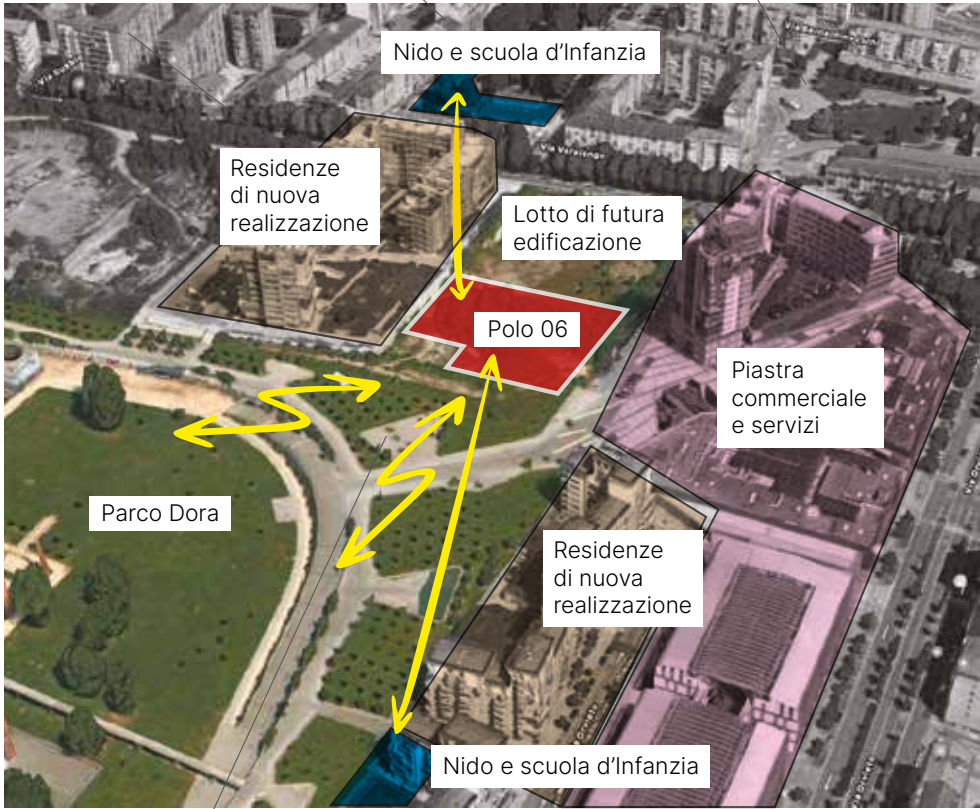 Nido e scuola d'Infanzia
Residenze
di nuova
realizzazione
Lotto di futura
edificazione
Polo 06
Piastra
commerciale
e servizi
Parco Dora
Residenze
di nuova
realizzazione
Nido e scuola d'Infanzia